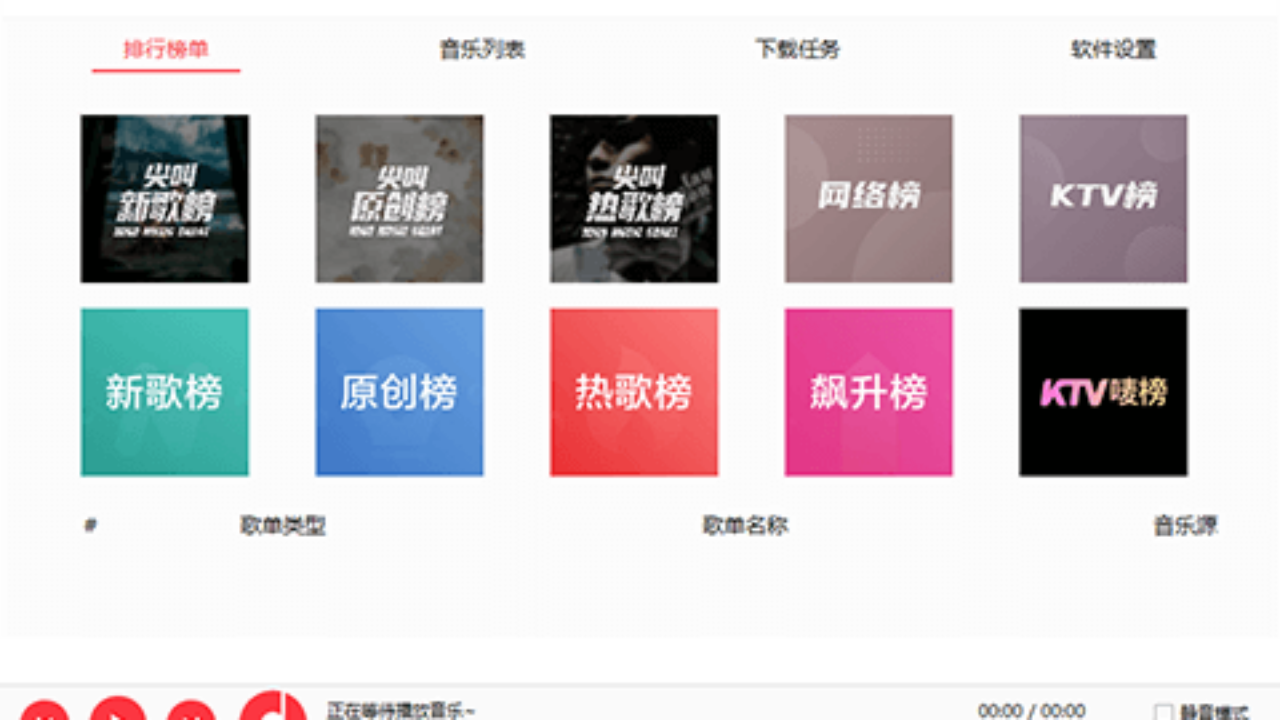 排行榜单
音乐列表
下载任务
软件设置
尖叫
新歌榜
尖叫
原创榜
尖叫
热歌榜
网络榜
KTV榜
新歌榜
原创榜
热歌榜
飙升榜
KTV唛榜
#
歌单类型
歌单名称
音乐源
正在等待播放音乐~
00:00 / 00:00
静音模式